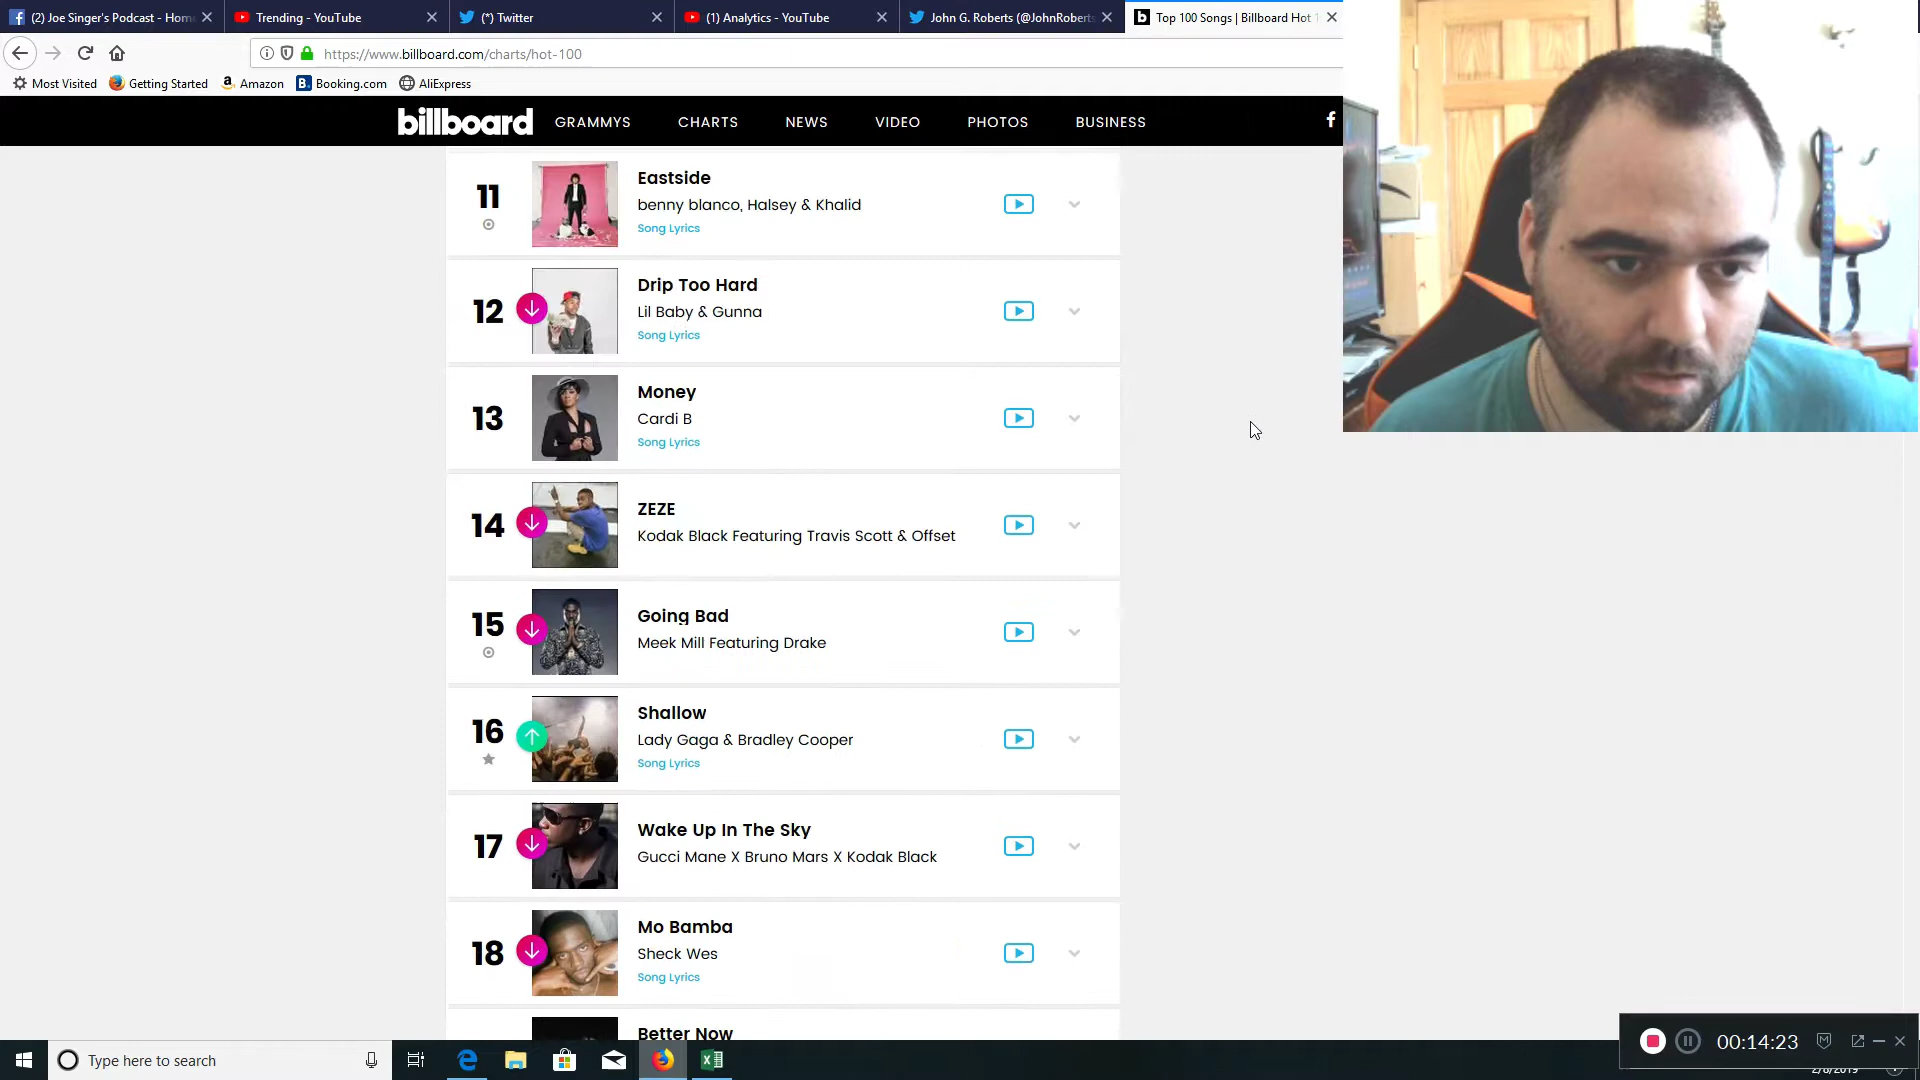 (2) Joe Singer's Podcast - Hom
Trending - YouTube
(*) Twitter
(1) Analytics - YouTube
John G. Roberts (@JohnRoberts
Top 100 Songs | Billboard Hot 1
https://www.billboard.com/charts/hot-100
Most Visited
Getting Started
Amazon
Booking.com
AliExpress
billboard
GRAMMYS
CHARTS
NEWS
VIDEO
PHOTOS
BUSINESS
11
Eastside
benny blanco, Halsey & Khalid
Song Lyrics
12
Drip Too Hard
Lil Baby & Gunna
Song Lyrics
13
Money
Cardi B
Song Lyrics
14
ZEZE
Kodak Black Featuring Travis Scott & Offset
15
Going Bad
Meek Mill Featuring Drake
16
Shallow
Lady Gaga & Bradley Cooper
Song Lyrics
17
Wake Up In The Sky
Gucci Mane X Bruno Mars X Kodak Black
18
Mo Bamba
Sheck Wes
Song Lyrics
Better Now
Type here to search
00:14:23